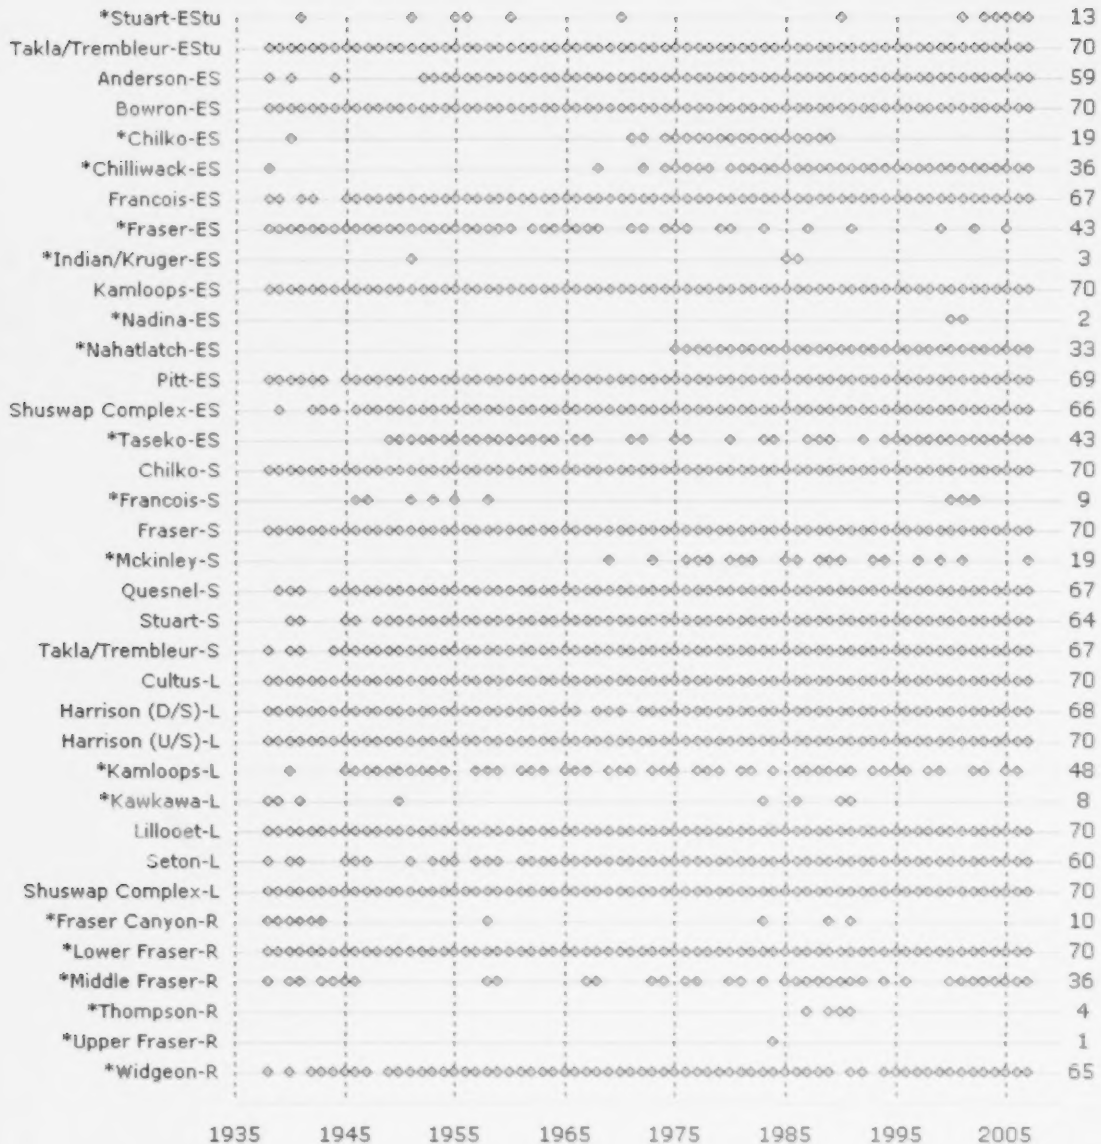 *Stuart-EStu 13
Takla/Trembleur-EStu 70
Anderson-ES 59
Bowron-ES 70
*Chilko-ES 19
*Chilliwack-ES 36
Francois-ES 67
*Fraser-ES 43
*Indian/Kruger-ES 3
Kamloops-ES 70
*Nadina-ES 2
*Nahatlatch-ES 33
Pitt-ES 69
Shuswap Complex-ES 66
*Taseko-ES 43
Chilko-S 70
*Francois-S 9
Fraser-S 70
*Mckinley-S 19
Quesnel-S 67
Stuart-S 64
Takla/Trembleur-S 67
Cultus-L 70
Harrison (D/S)-L 68
Harrison (U/S)-L 70
*Kamloops-L 48
*Kawkawa-L 8
Lillooet-L 70
Seton-L 60
Shuswap Complex-L 70
*Fraser Canyon-R 10
*Lower Fraser-R 70
*Middle Fraser-R 36
*Thompson-R 4
*Upper Fraser-R 1
*Widgeon-R 65
1935 1945 1955 1965 1975 1985 1995 2005